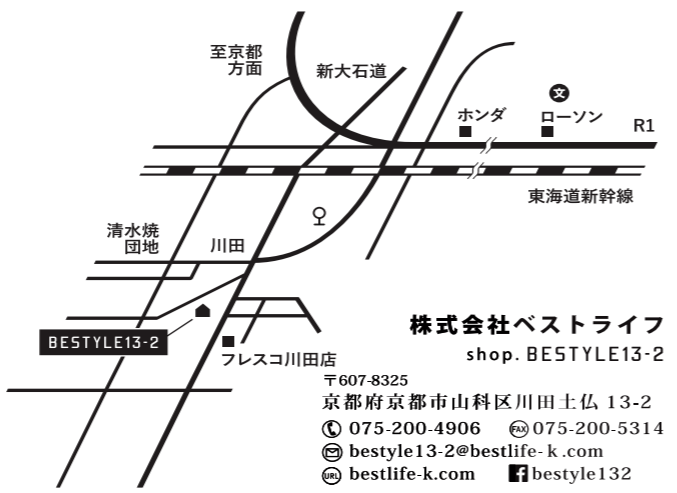 至京都
方面
新大石道
文
ホンダ
ローソン
R1
東海道新幹線
清水焼
団地
川田
BESTYLE13-2
フレスコ川田店
株式会社ベストライフ
shop. BESTYLE13-2
〒607-8325
京都府京都市山科区川田土仏 13-2
075-200-4906 FAX 075-200-5314
bestyle13-2@bestlife-k.com
URL bestlife-k.com f bestyle132